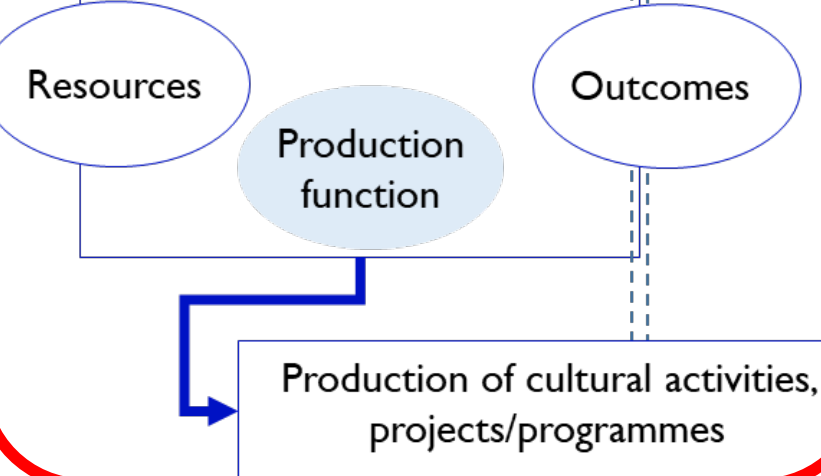 Resources
Outcomes
Production
function
Production of cultural activities,
projects/programmes